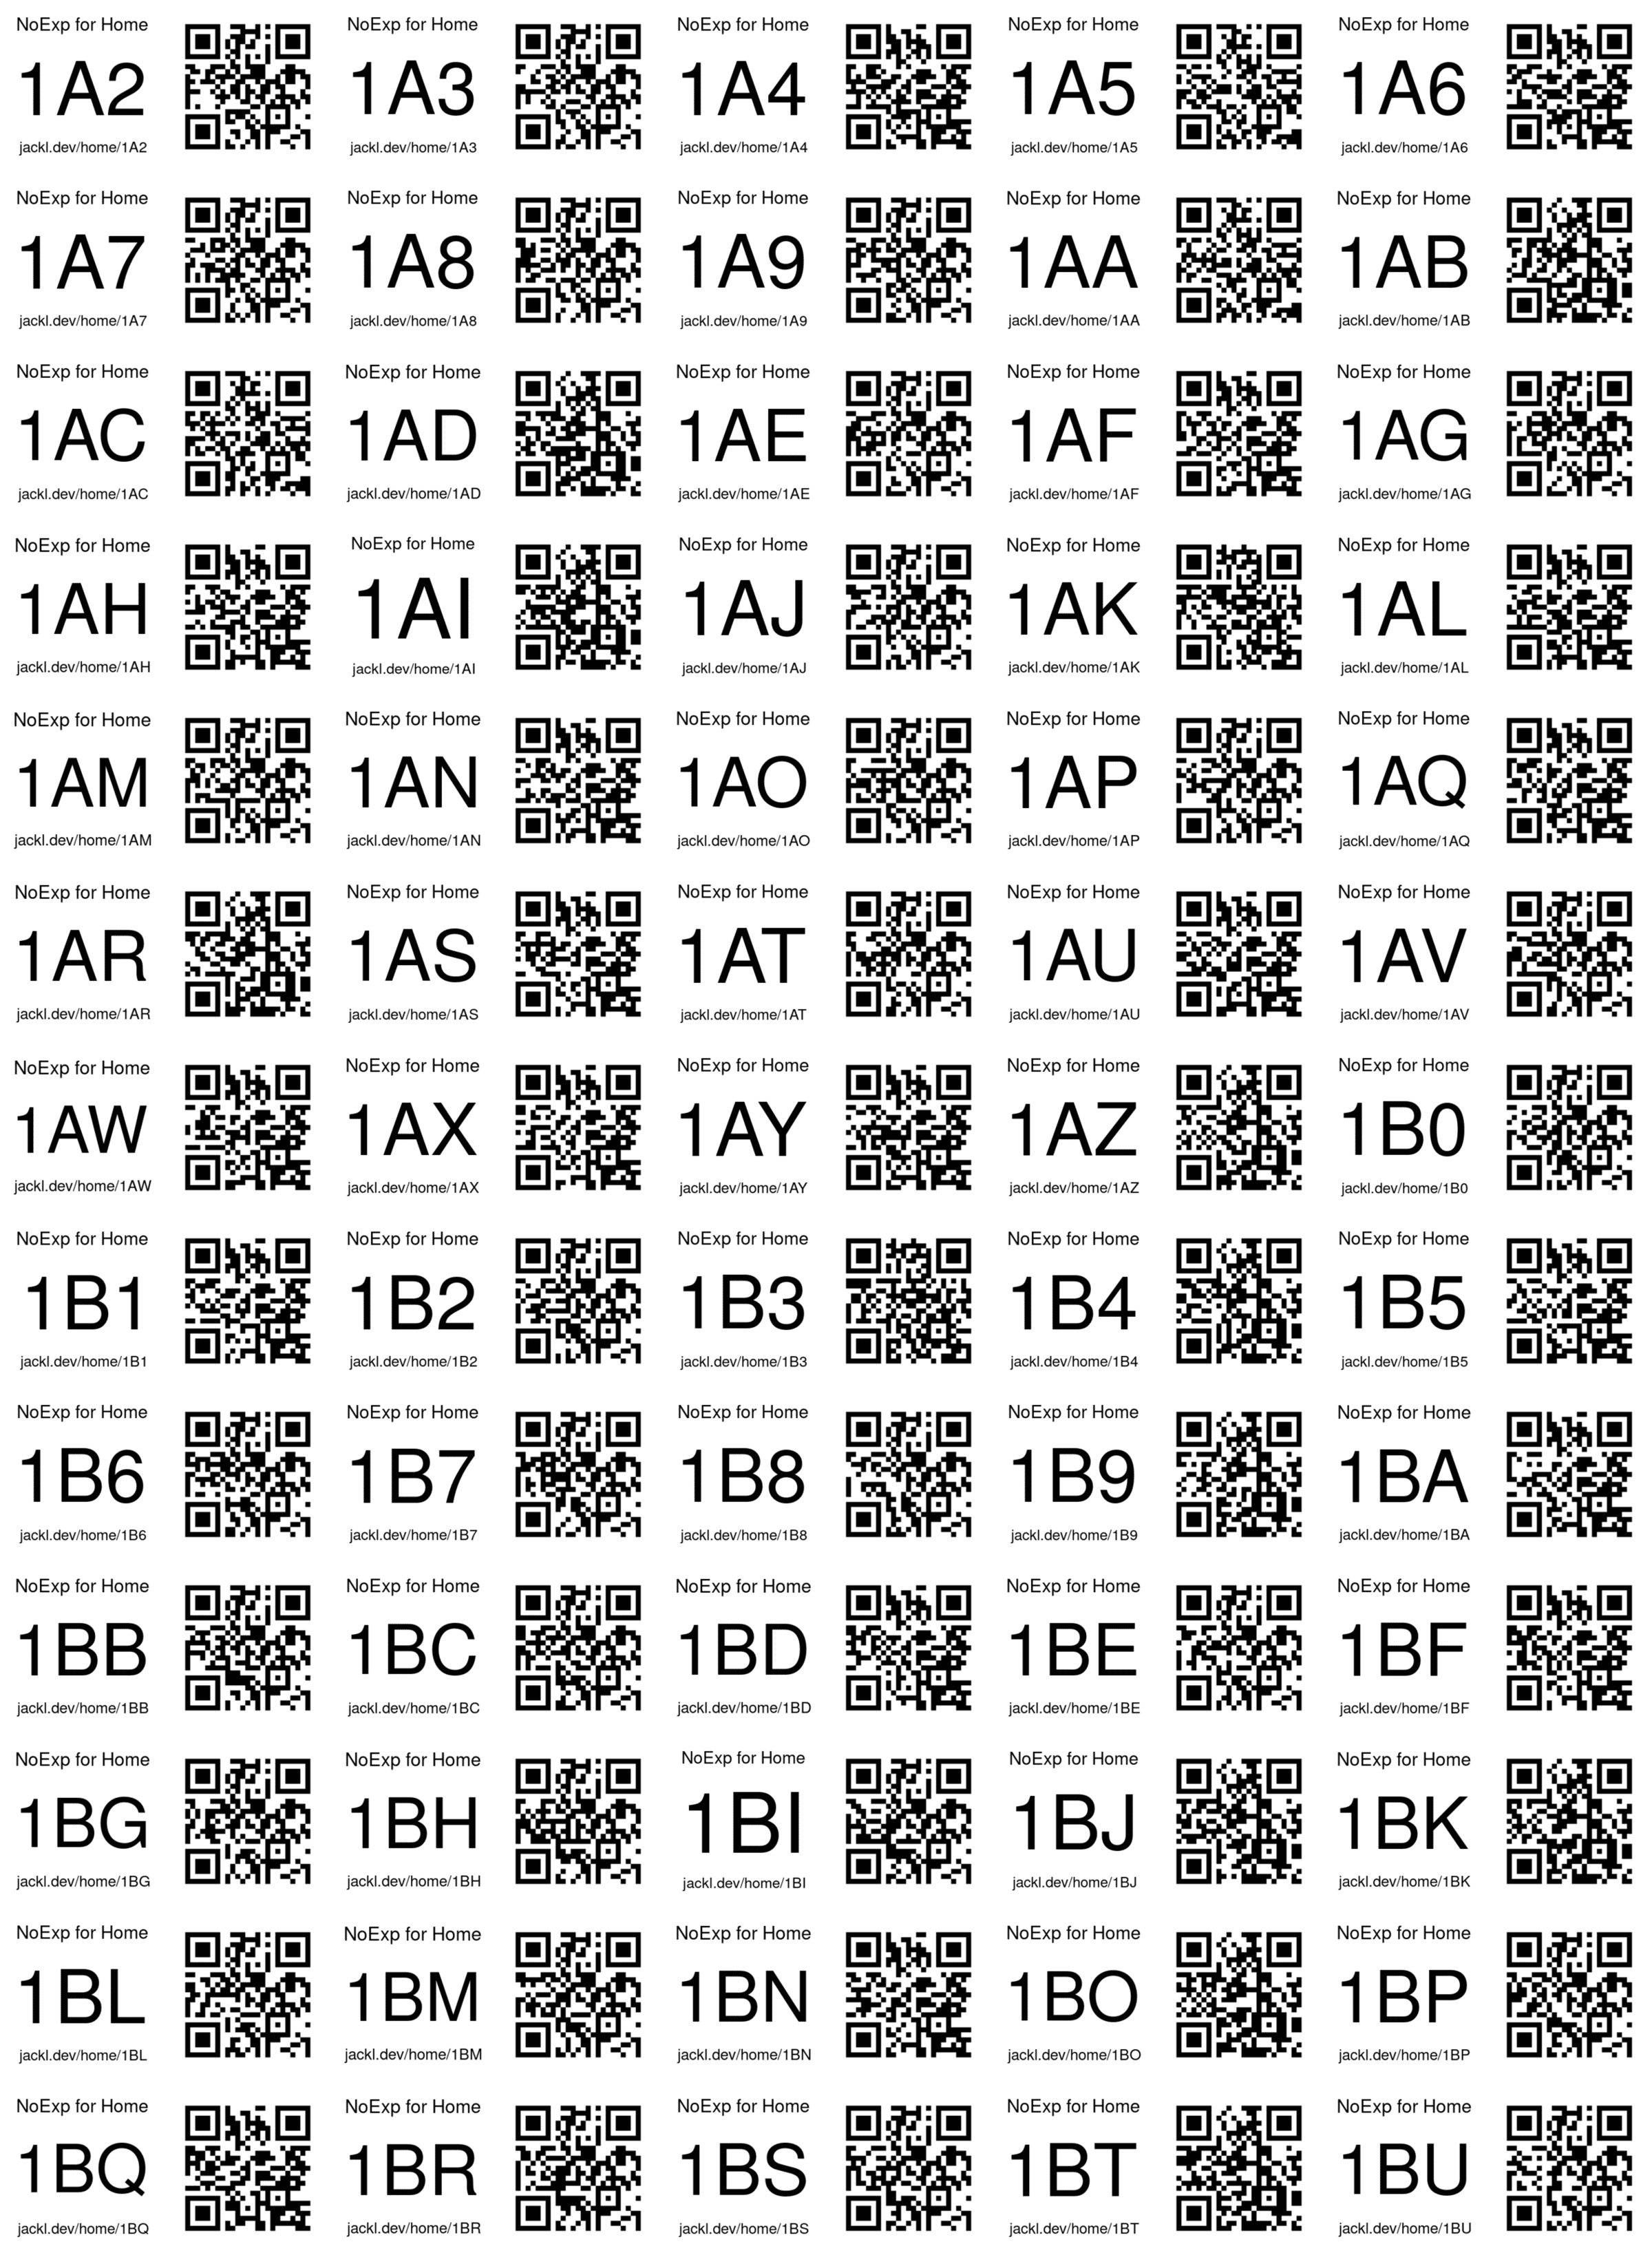 NoExp for Home NoExp for Home NoExp for Home NoExp for Home NoExp for Home
1A2 1A3 1A4 1A5 1A6
jackl.dev/home/1A2 jackl.dev/home/1A3 jackl.dev/home/1A4 jackl.dev/home/1A5 jackl.dev/home/1A6
NoExp for Home NoExp for Home NoExp for Home NoExp for Home NoExp for Home
1A7 1A8 1A9 1AA 1AB
jackl.dev/home/1A7 jackl.dev/home/1A8 jackl.dev/home/1A9 jackl.dev/home/1AA jackl.dev/home/1AB
NoExp for Home NoExp for Home NoExp for Home NoExp for Home NoExp for Home
1AC 1AD 1AE 1AF 1AG
jackl.dev/home/1AC jackl.dev/home/1AD jackl.dev/home/1AE jackl.dev/home/1AF jackl.dev/home/1AG
NoExp for Home NoExp for Home NoExp for Home NoExp for Home NoExp for Home
1AH 1AI 1AJ 1AK 1AL
jackl.dev/home/1AH jackl.dev/home/1AI jackl.dev/home/1AJ jackl.dev/home/1AK jackl.dev/home/1AL
NoExp for Home NoExp for Home NoExp for Home NoExp for Home NoExp for Home
1AM 1AN 1AO 1AP 1AQ
jackl.dev/home/1AM jackl.dev/home/1AN jackl.dev/home/1AO jackl.dev/home/1AP jackl.dev/home/1AQ
NoExp for Home NoExp for Home NoExp for Home NoExp for Home NoExp for Home
1AR 1AS 1AT 1AU 1AV
jackl.dev/home/1AR jackl.dev/home/1AS jackl.dev/home/1AT jackl.dev/home/1AU jackl.dev/home/1AV
NoExp for Home NoExp for Home NoExp for Home NoExp for Home NoExp for Home
1AW 1AX 1AY 1AZ 1B0
jackl.dev/home/1AW jackl.dev/home/1AX jackl.dev/home/1AY jackl.dev/home/1AZ jackl.dev/home/1B0
NoExp for Home NoExp for Home NoExp for Home NoExp for Home NoExp for Home
1B1 1B2 1B3 1B4 1B5
jackl.dev/home/1B1 jackl.dev/home/1B2 jackl.dev/home/1B3 jackl.dev/home/1B4 jackl.dev/home/1B5
NoExp for Home NoExp for Home NoExp for Home NoExp for Home NoExp for Home
1B6 1B7 1B8 1B9 1BA
jackl.dev/home/1B6 jackl.dev/home/1B7 jackl.dev/home/1B8 jackl.dev/home/1B9 jackl.dev/home/1BA
NoExp for Home NoExp for Home NoExp for Home NoExp for Home NoExp for Home
1BB 1BC 1BD 1BE 1BF
jackl.dev/home/1BB jackl.dev/home/1BC jackl.dev/home/1BD jackl.dev/home/1BE jackl.dev/home/1BF
NoExp for Home NoExp for Home NoExp for Home NoExp for Home NoExp for Home
1BG 1BH 1BI 1BJ 1BK
jackl.dev/home/1BG jackl.dev/home/1BH jackl.dev/home/1BI jackl.dev/home/1BJ jackl.dev/home/1BK
NoExp for Home NoExp for Home NoExp for Home NoExp for Home NoExp for Home
1BL 1BM 1BN 1BO 1BP
jackl.dev/home/1BL jackl.dev/home/1BM jackl.dev/home/1BN jackl.dev/home/1BO jackl.dev/home/1BP
NoExp for Home NoExp for Home NoExp for Home NoExp for Home NoExp for Home
1BQ 1BR 1BS 1BT 1BU
jackl.dev/home/1BQ jackl.dev/home/1BR jackl.dev/home/1BS jackl.dev/home/1BT jackl.dev/home/1BU